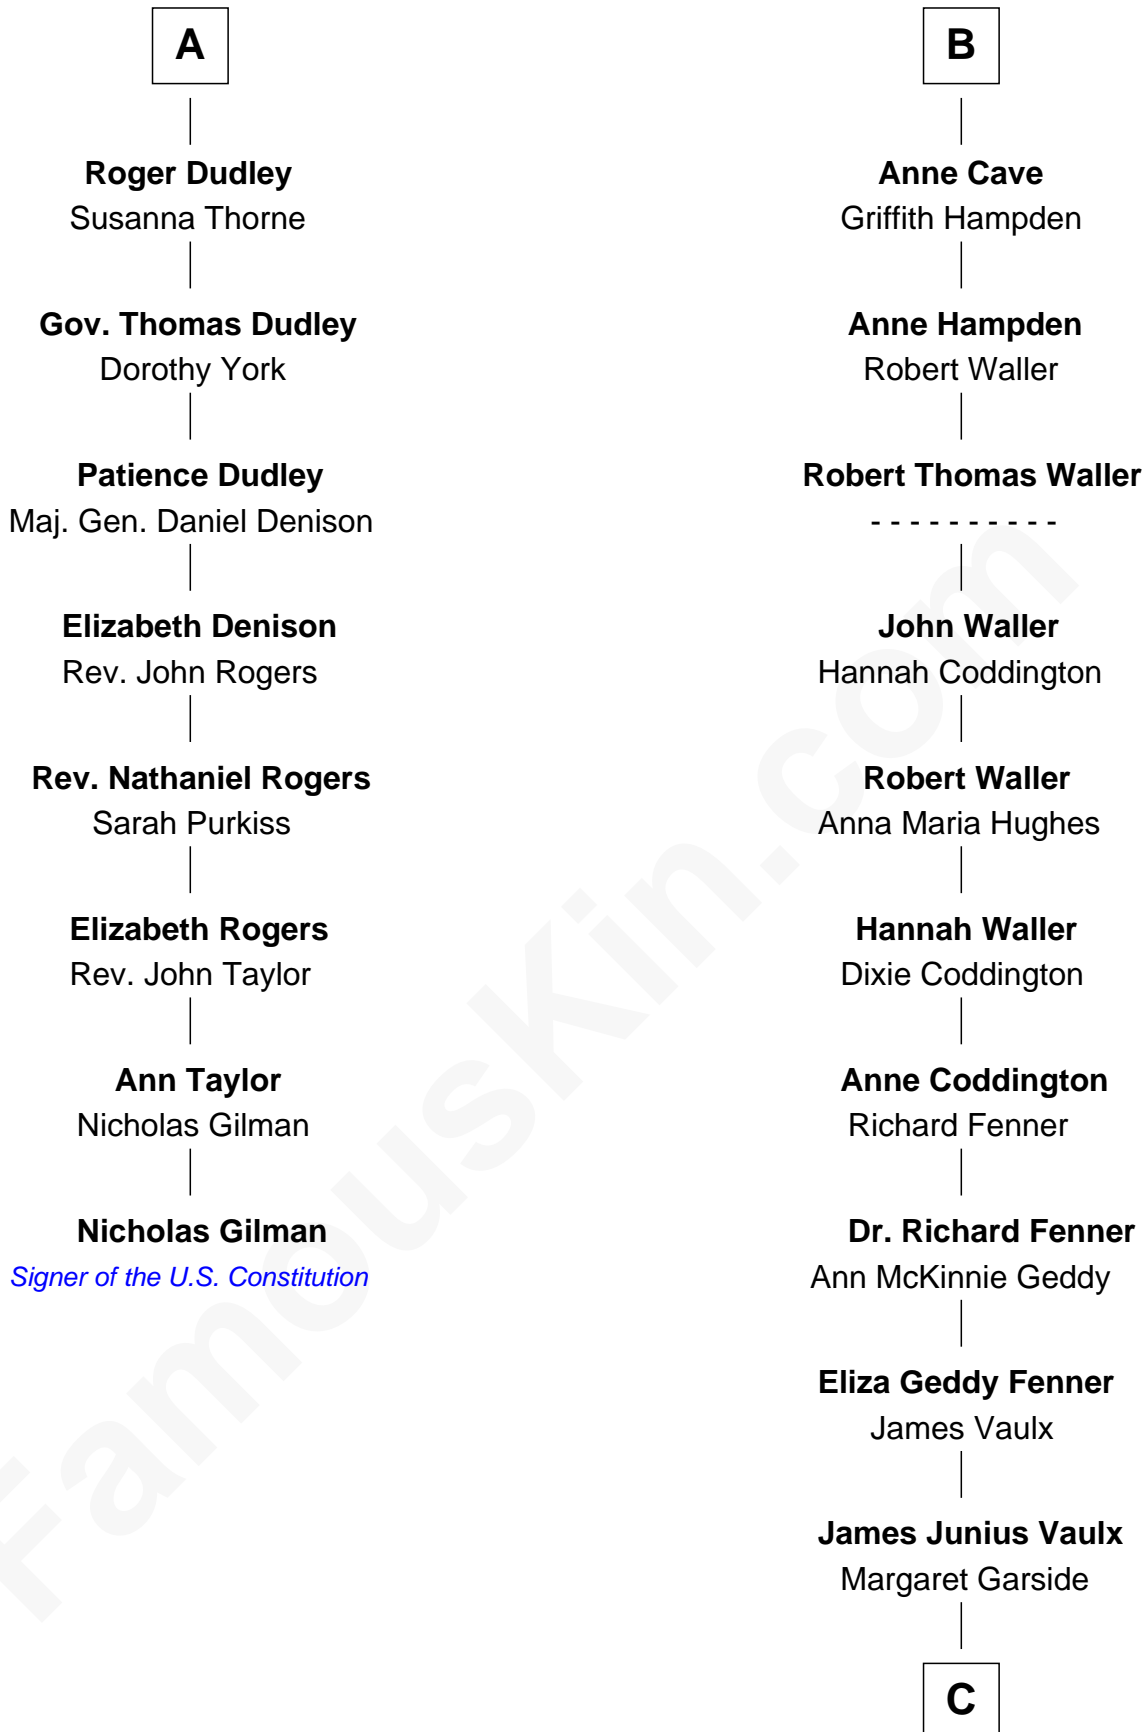 A
Roger Dudley
Susanna Thorne
Gov. Thomas Dudley
Dorothy York
Patience Dudley
Maj. Gen. Daniel Denison
Elizabeth Denison
Rev. John Rogers
Rev. Nathaniel Rogers
Sarah Purkiss
Elizabeth Rogers
Rev. John Taylor
Ann Taylor
Nicholas Gilman
Nicholas Gilman
Signer of the U.S. Constitution
B
Anne Cave
Griffith Hampden
Anne Hampden
Robert Waller
Robert Thomas Waller
- - - - - - - - - -
John Waller
Hannah Coddington
Robert Waller
Anna Maria Hughes
Hannah Waller
Dixie Coddington
Anne Coddington
Richard Fenner
Dr. Richard Fenner
Ann McKinnie Geddy
Eliza Geddy Fenner
James Vaulx
James Junius Vaulx
Margaret Garside
C
FamousKin.com